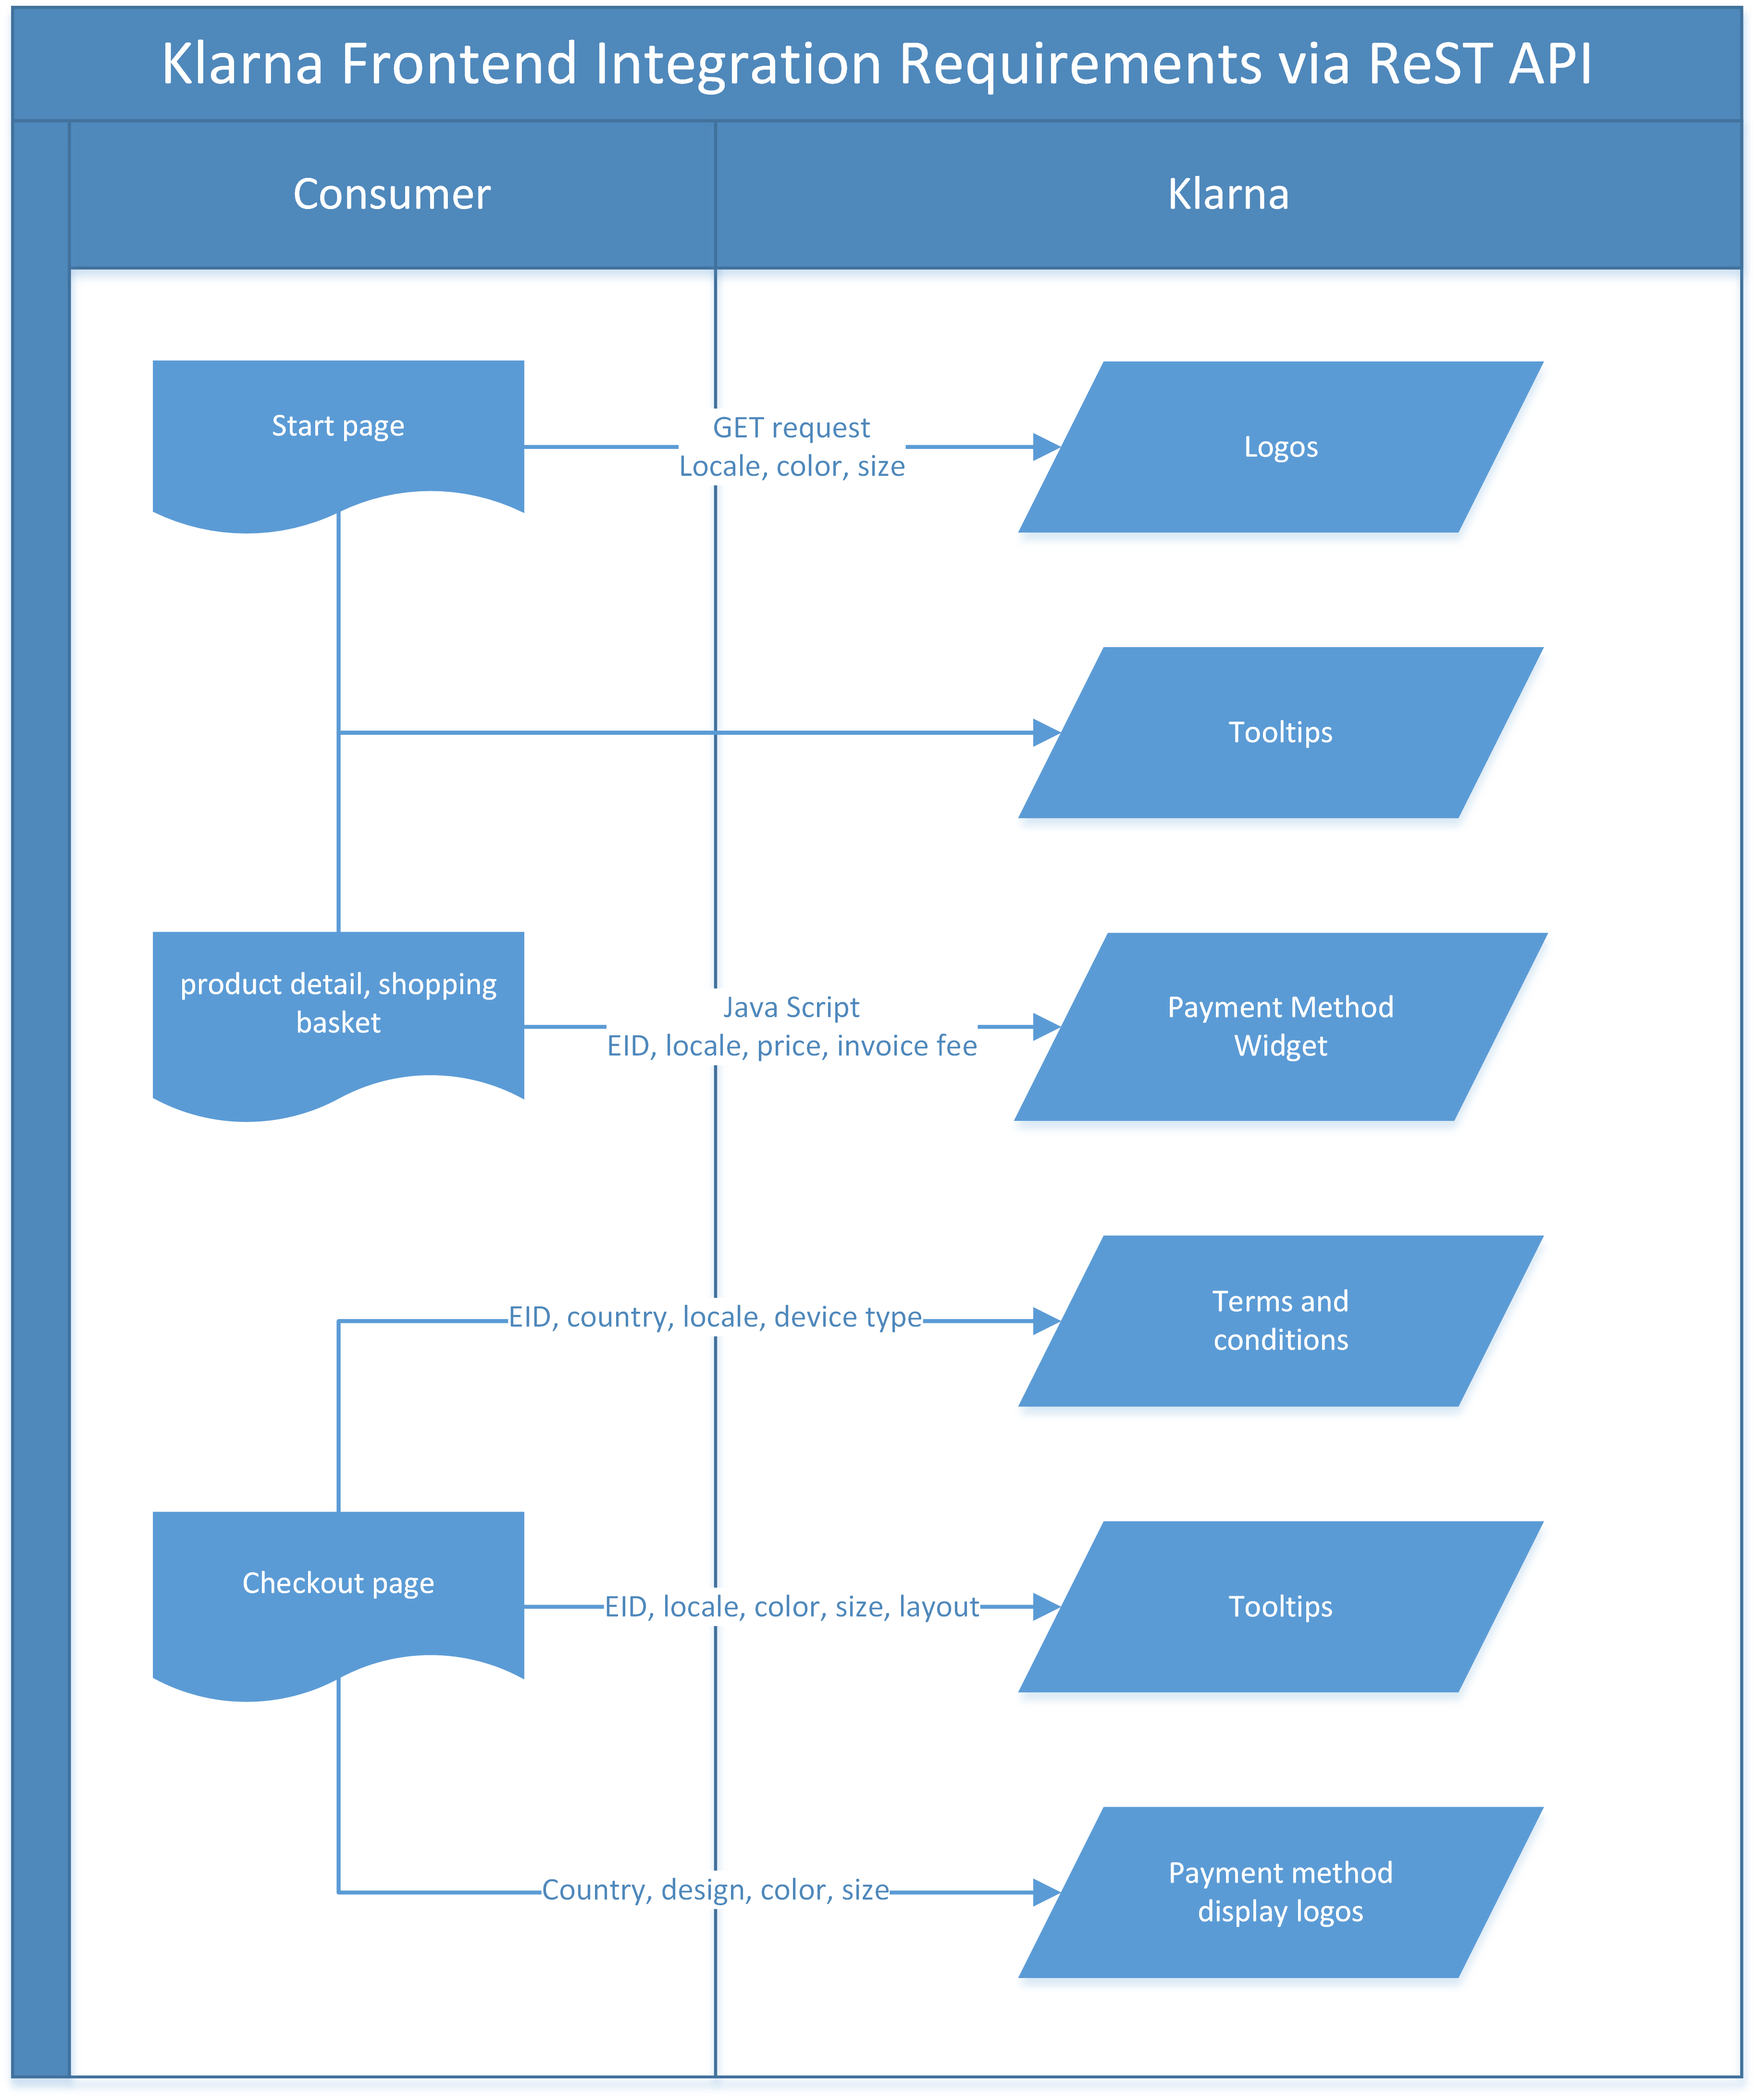 Klarna Frontend Integration Requirements via ReST API
Consumer
Klarna
Start page
GET request
Locale, color, size
Logos
Tooltips
product detail, shopping
basket
Java Script
EID, locale, price, invoice fee
Payment Method
Widget
EID, country, locale, device type
Terms and
conditions
Checkout page
EID, locale, color, size, layout
Tooltips
Country, design, color, size
Payment method
display logos